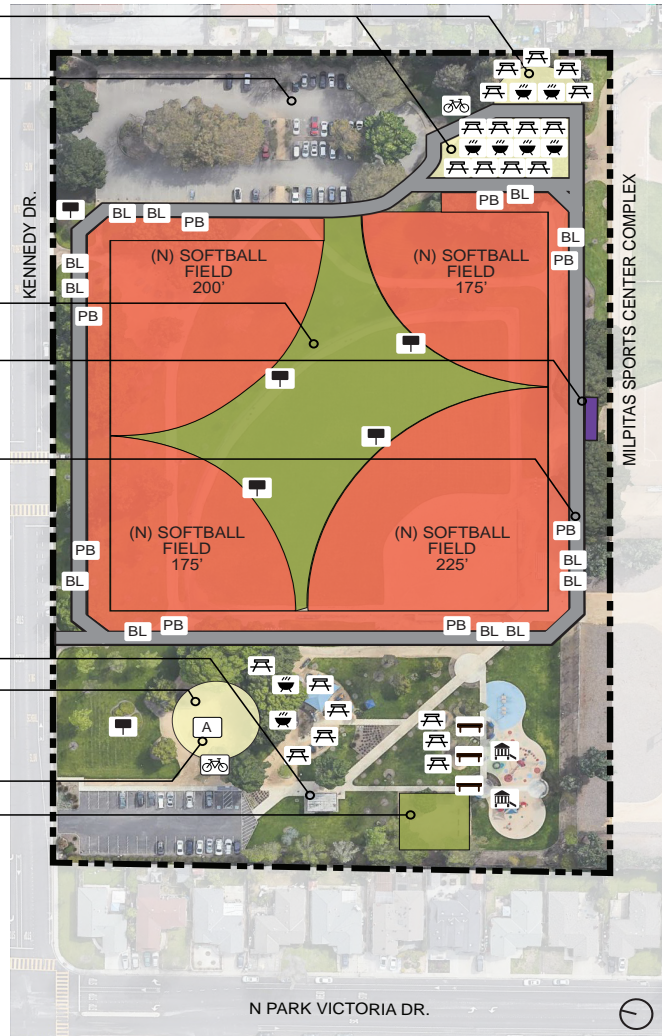 KENNEDY DR.
MILPITAS SPORTS CENTER COMPLEX
PB
BL
BL
BL
PB
BL
PB
BL
BL
PB
(N) SOFTBALL
FIELD
200'
(N) SOFTBALL
FIELD
175'
(N) SOFTBALL
FIELD
175'
(N) SOFTBALL
FIELD
225'
PB
BL
PB
BL
BL
BL
PB
PB
BL
BL
A
N PARK VICTORIA DR.